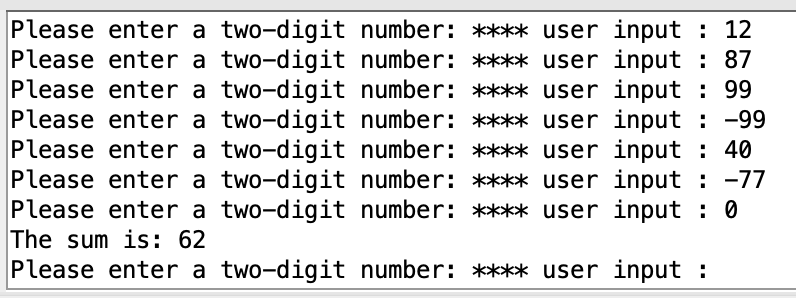 Please enter a two-digit number: **** user input : 12
Please enter a two-digit number: **** user input : 87
Please enter a two-digit number: **** user input : 99
Please enter a two-digit number: **** user input : -99
Please enter a two-digit number: **** user input : 40
Please enter a two-digit number: **** user input : -77
Please enter a two-digit number: **** user input : 0
The sum is: 62
Please enter a two-digit number: **** user input :